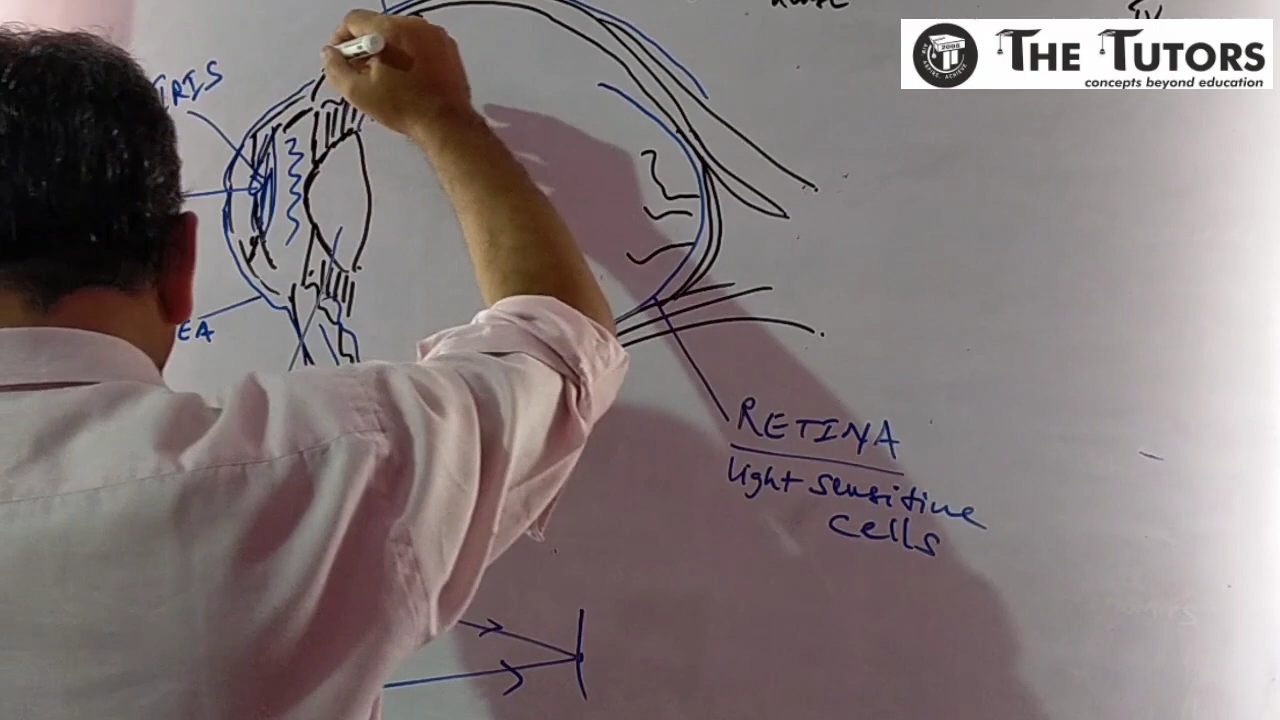 THE TUTORS
concepts beyond education
IRIS
EA
RETINA
light sensitive
cells